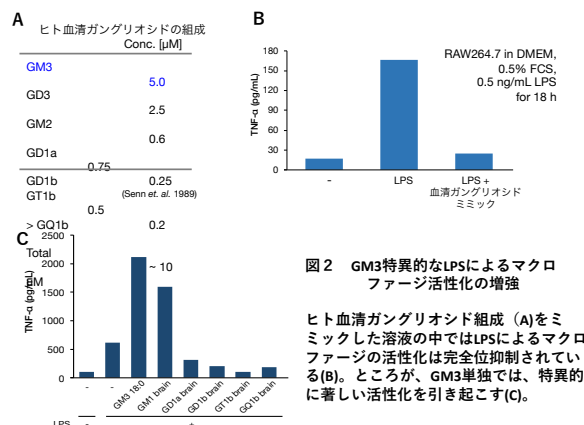 A
ヒト血清ガングリオシドの組成
Conc. [µM]
GM3
5.0
GD3
2.5
GM2
0.6
GD1a
0.75
GD1b
0.25
GT1b
(Senn et. al. 1989)
0.5
> GQ1b
0.2
Total
~ 10
µM
B
TNF-α (pg/mL)
180
150
120
90
60
30
0
-
LPS
LPS +
血清ガングリオシド
ミミック
RAW264.7 in DMEM,
0.5% FCS,
0.5 ng/mL LPS
for 18 h
C
TNF-α (pg/mL)
2500
2000
1500
1000
500
0
-
-
GM3 18:0
GM1 brain
GD1a brain
GD1b brain
GT1b brain
GQ1b brain
LPS
-
+
図２ GM3特異的なLPSによるマクロ
ファージ活性化の増強
ヒト血清ガングリオシド組成（A)をミ
ミックした溶液の中ではLPSによるマクロ
ファージの活性化は完全位抑制されてい
る(B)。ところが、GM3単独では、特異的
に著しい活性化を引き起こす(C)。